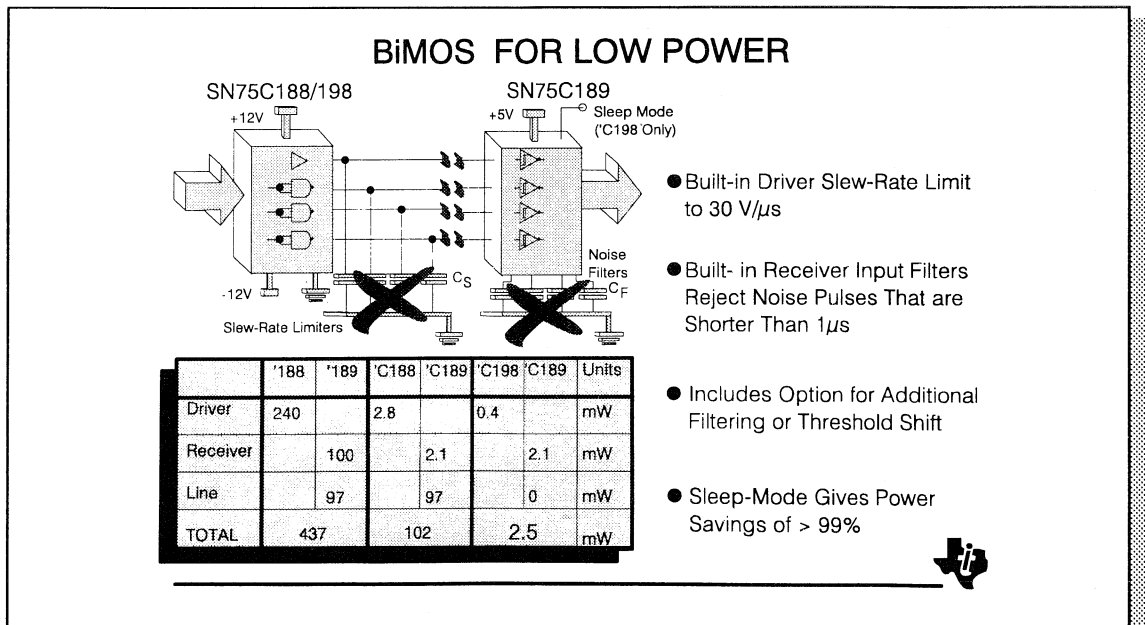 BiMOS FOR LOW POWER
SN75C188/198
SN75C189
+12V
+5V
Sleep Mode
('C198 Only)
-12V
CS
Noise
Filters
CF
Slew-Rate Limiters
'188 '189 'C188 'C189 'C198 'C189 Units
Driver 240 2.8 0.4 mW
Receiver 100 2.1 2.1 mW
Line 97 97 0 mW
TOTAL 437 102 2.5 mW
● Built-in Driver Slew-Rate Limit
to 30 V/µs
● Built- in Receiver Input Filters
Reject Noise Pulses That are
Shorter Than 1µs
● Includes Option for Additional
Filtering or Threshold Shift
● Sleep-Mode Gives Power
Savings of > 99%
ti